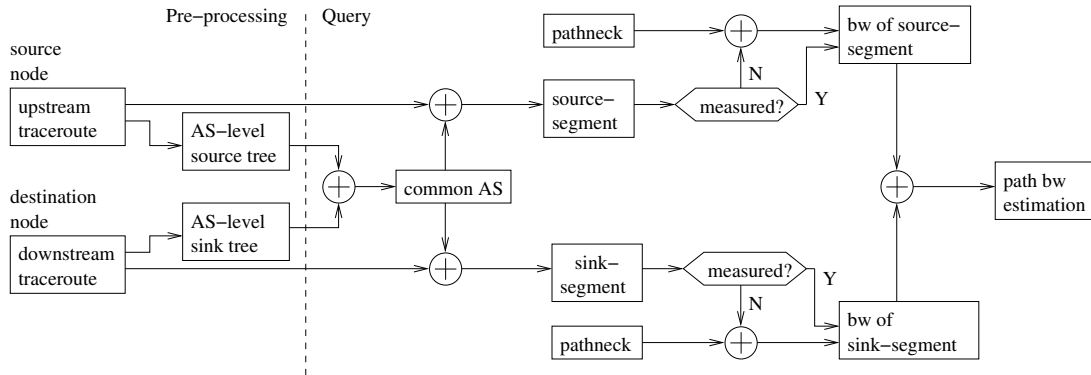 Pre−processing
Query
source
node
upstream
traceroute
AS−level
source tree
destination
node
downstream
traceroute
AS−level
sink tree
common AS
pathneck
source−
segment
measured?
N
Y
bw of source−
segment
sink−
segment
measured?
N
Y
pathneck
bw of
sink−segment
path bw
estimation